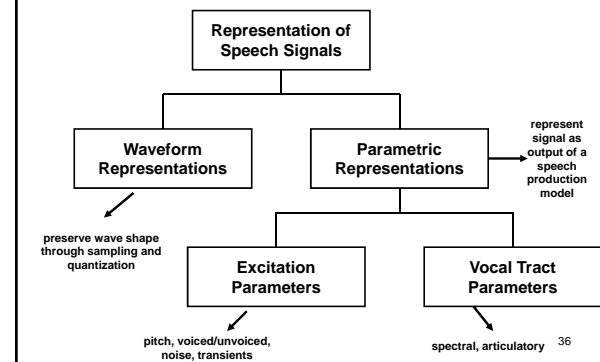 Representation of
Speech Signals
Waveform
Representations
Parametric
Representations
represent
signal as
output of a
speech
production
model
preserve wave shape
through sampling and
quantization
Excitation
Parameters
Vocal Tract
Parameters
pitch, voiced/unvoiced,
noise, transients
spectral, articulatory
36